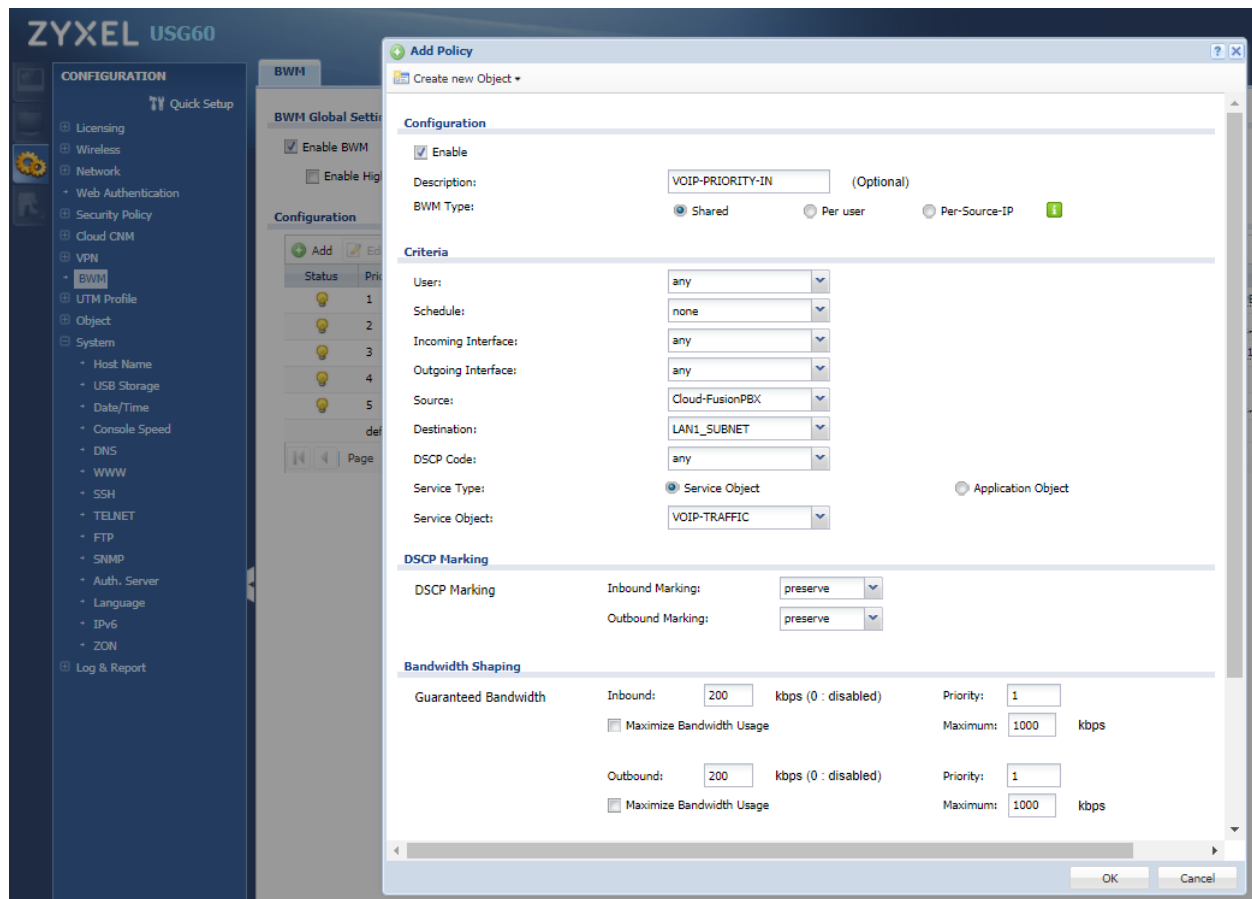 ZYXEL USG60
CONFIGURATION
Quick Setup
Licensing
Wireless
Network
Web Authentication
Security Policy
Cloud CNM
VPN
BWM
UTM Profile
Object
System
Host Name
USB Storage
Date/Time
Console Speed
DNS
WWW
SSH
TELNET
FTP
SNMP
Auth. Server
Language
IPv6
ZON
Log & Report
BWM
BWM Global Setti
Enable BWM
Enable Hig
Configuration
Add Ed
Status Pri
1
2
3
4
5
def
Page
Add Policy
Create new Object
Configuration
Enable
Description: VOIP-PRIORITY-IN (Optional)
BWM Type: Shared Per user Per-Source-IP
Criteria
User: any
Schedule: none
Incoming Interface: any
Outgoing Interface: any
Source: Cloud-FusionPBX
Destination: LAN1_SUBNET
DSCP Code: any
Service Type: Service Object Application Object
Service Object: VOIP-TRAFFIC
DSCP Marking
DSCP Marking Inbound Marking: preserve
Outbound Marking: preserve
Bandwidth Shaping
Guaranteed Bandwidth Inbound: 200 kbps (0 : disabled) Priority: 1
Maximize Bandwidth Usage Maximum: 1000 kbps
Outbound: 200 kbps (0 : disabled) Priority: 1
Maximize Bandwidth Usage Maximum: 1000 kbps
OK Cancel